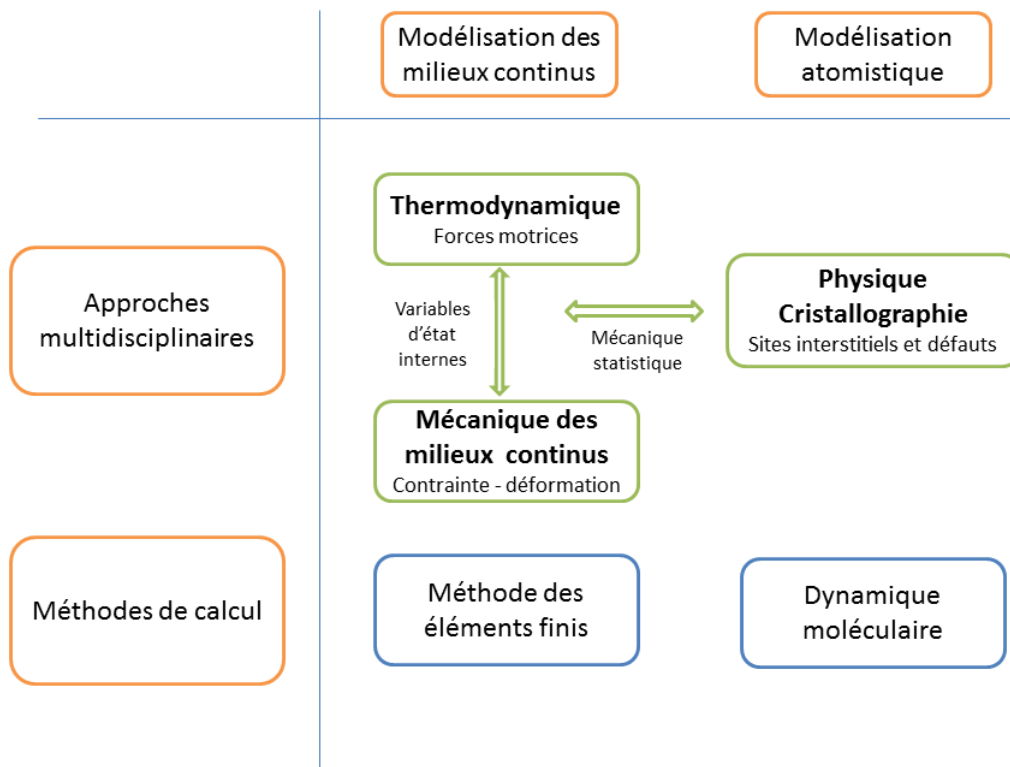 Modélisation des
milieux continus
Modélisation
atomistique
Approches
multidisciplinaires
Thermodynamique
Forces motrices
Variables
d'état
internes
Mécanique
statistique
Physique
Cristallographie
Sites interstitiels et défauts
Mécanique des
milieux continus
Contrainte - déformation
Méthodes de calcul
Méthode des
éléments finis
Dynamique
moléculaire